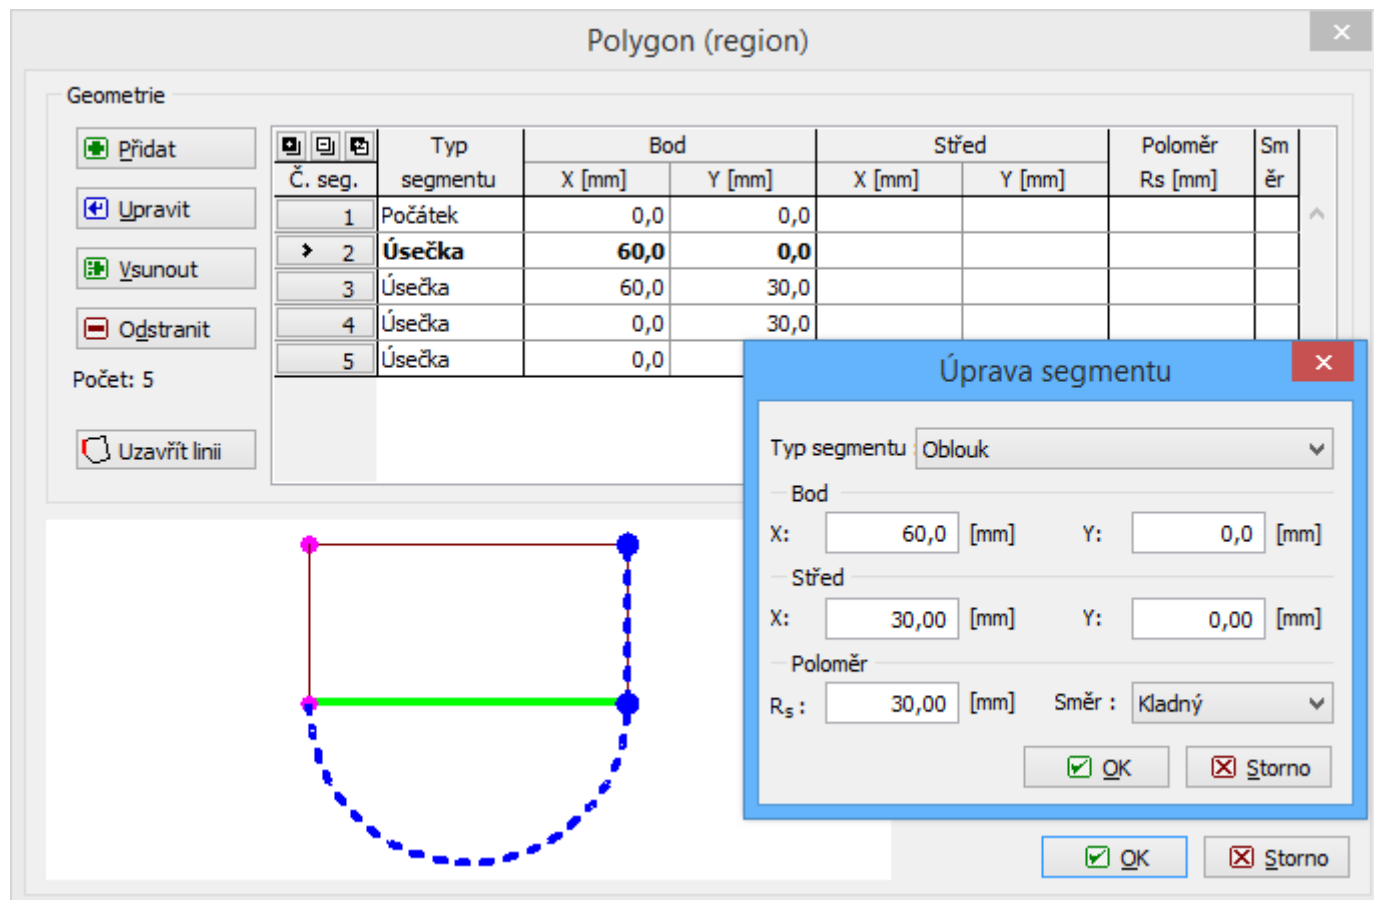 Polygon (region)
Geometrie
Přidat
Upravit
Vsunout
Odstranit
Počet: 5
Uzavřít linii
Typ Bod Střed Poloměr Sm
Č. seg. segmentu X [mm] Y [mm] X [mm] Y [mm] Rs [mm] ěr
1 Počátek 0,0 0,0
2 Úsečka 60,0 0,0
3 Úsečka 60,0 30,0
4 Úsečka 0,0 30,0
5 Úsečka 0,0
Úprava segmentu
Typ segmentu : Oblouk
Bod
X: 60,0 [mm] Y: 0,0 [mm]
Střed
X: 30,00 [mm] Y: 0,00 [mm]
Poloměr
Rs : 30,00 [mm] Směr : Kladný
OK Storno
OK Storno